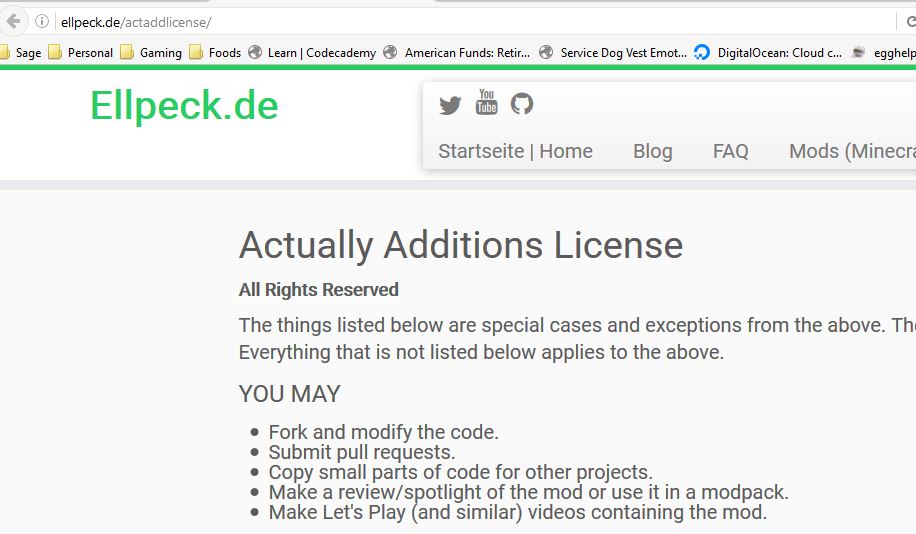 ellpeck.de/actaddlicense/
Sage Personal Gaming Foods Learn | Codecademy American Funds: Retir... Service Dog Vest Emot... DigitalOcean: Cloud c... egghelp
Ellpeck.de
You
Tube
Startseite | Home Blog FAQ Mods (Minecra
Actually Additions License
All Rights Reserved
The things listed below are special cases and exceptions from the above. The
Everything that is not listed below applies to the above.
YOU MAY
Fork and modify the code.
Submit pull requests.
Copy small parts of code for other projects.
Make a review/spotlight of the mod or use it in a modpack.
Make Let's Play (and similar) videos containing the mod.